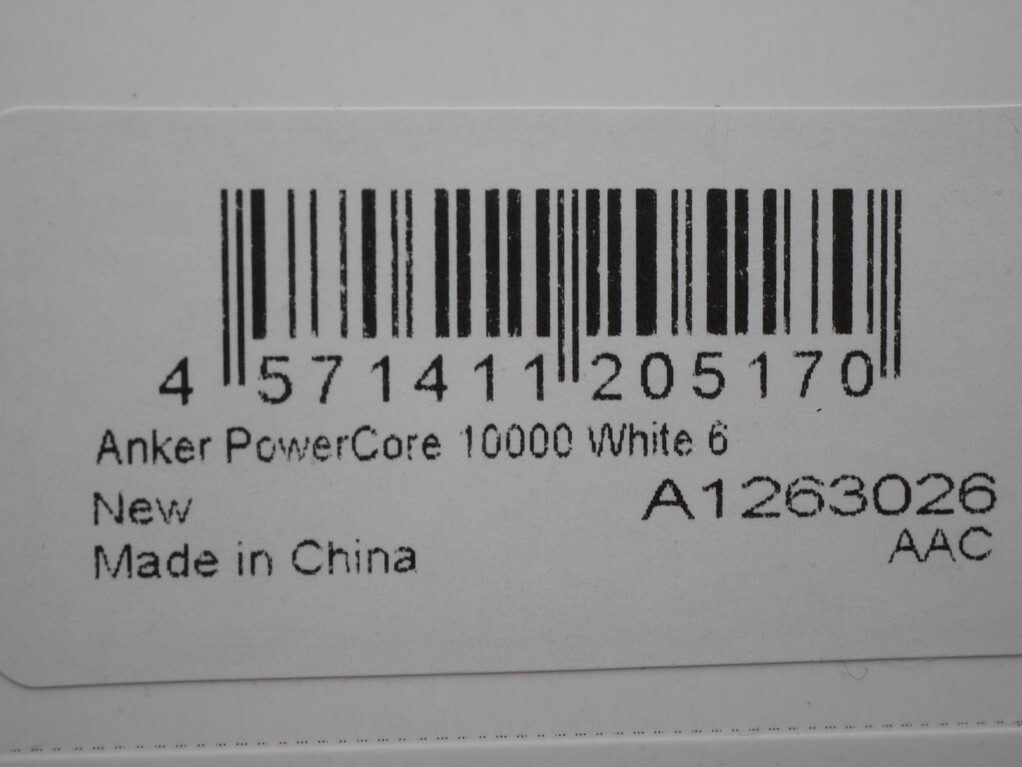 4 571411 205170
Anker PowerCore 10000 White 6
New
A1263026
Made in China
AAC